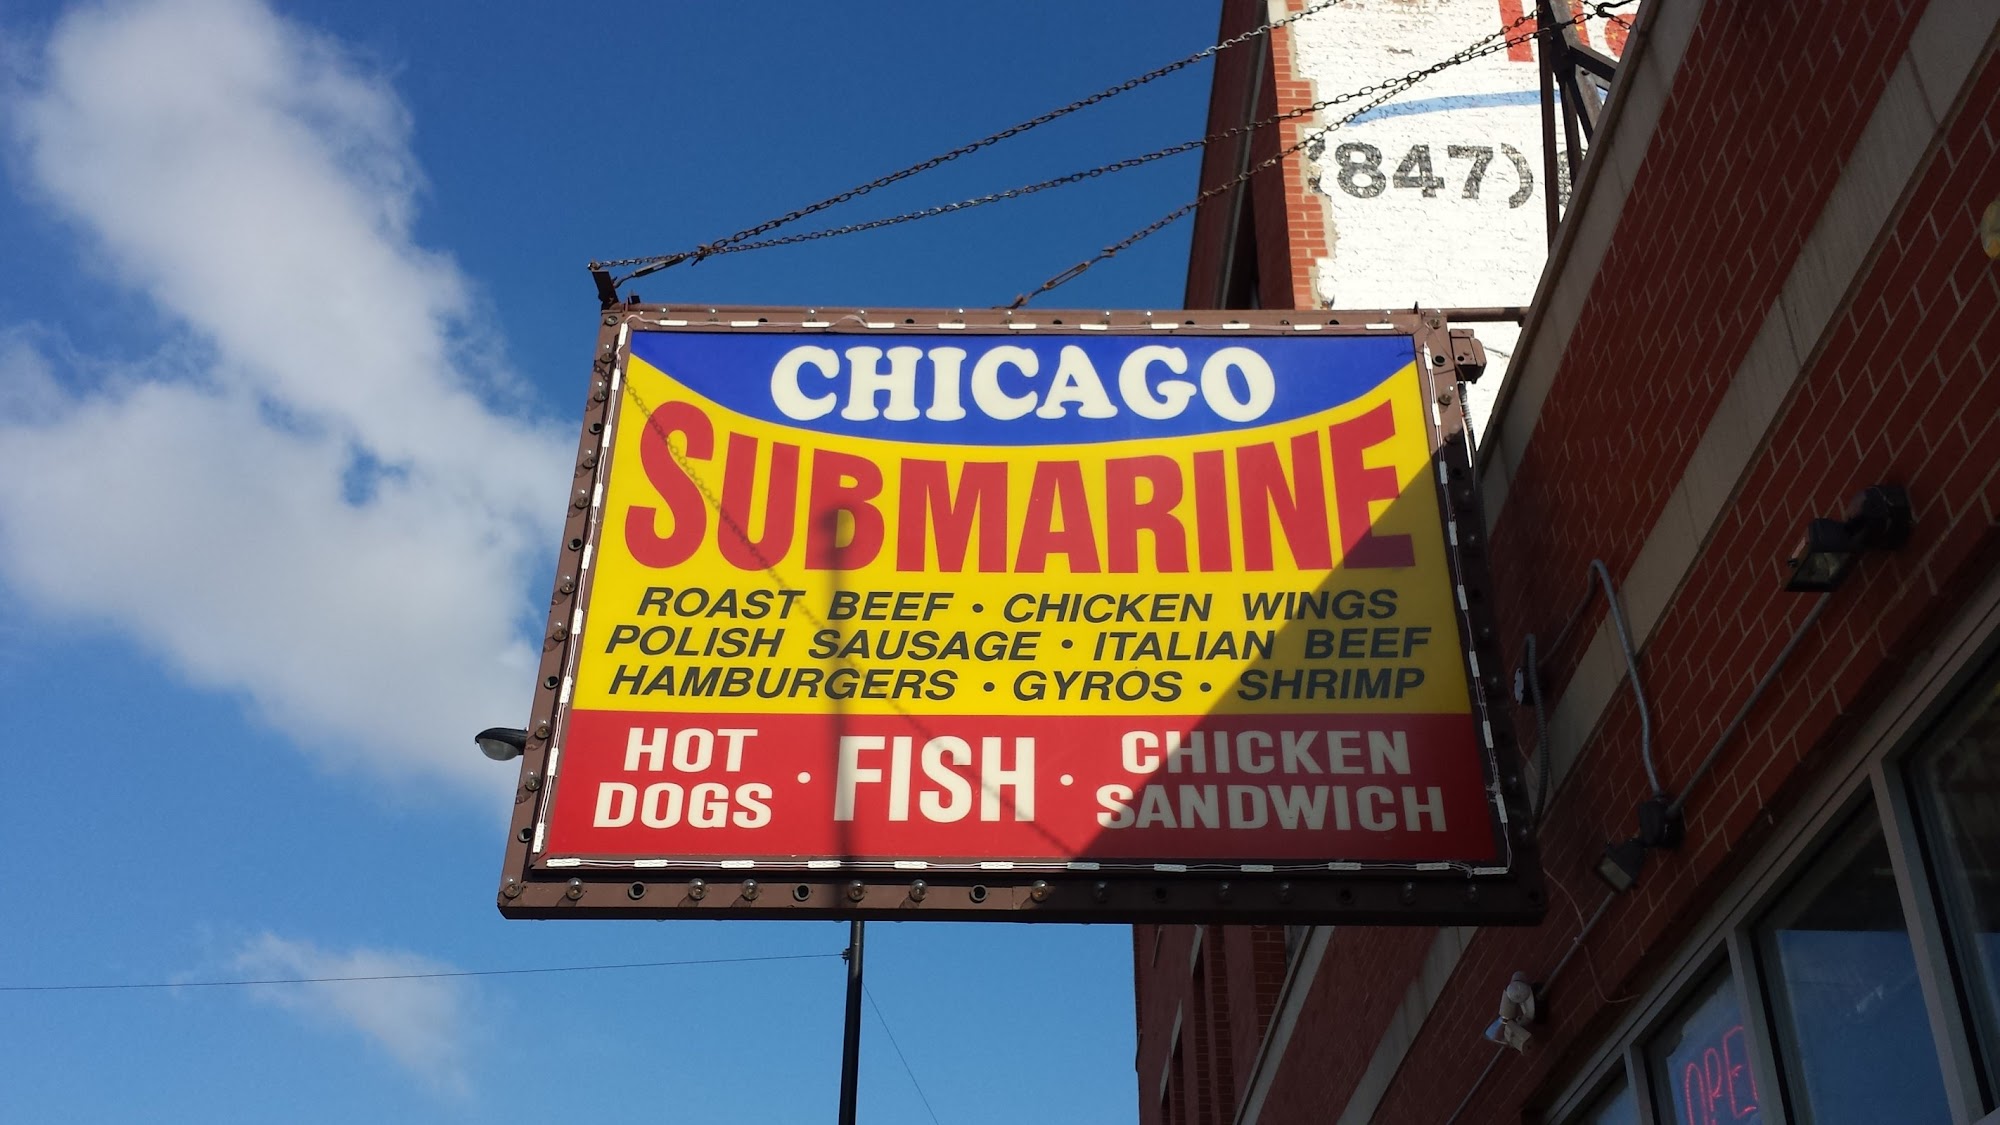 (847)
CHICAGO
SUBMARINE
ROAST BEEF · CHICKEN WINGS
POLISH SAUSAGE · ITALIAN BEEF
HAMBURGERS · GYROS · SHRIMP
HOT DOGS · FISH · CHICKEN SANDWICH
OPE